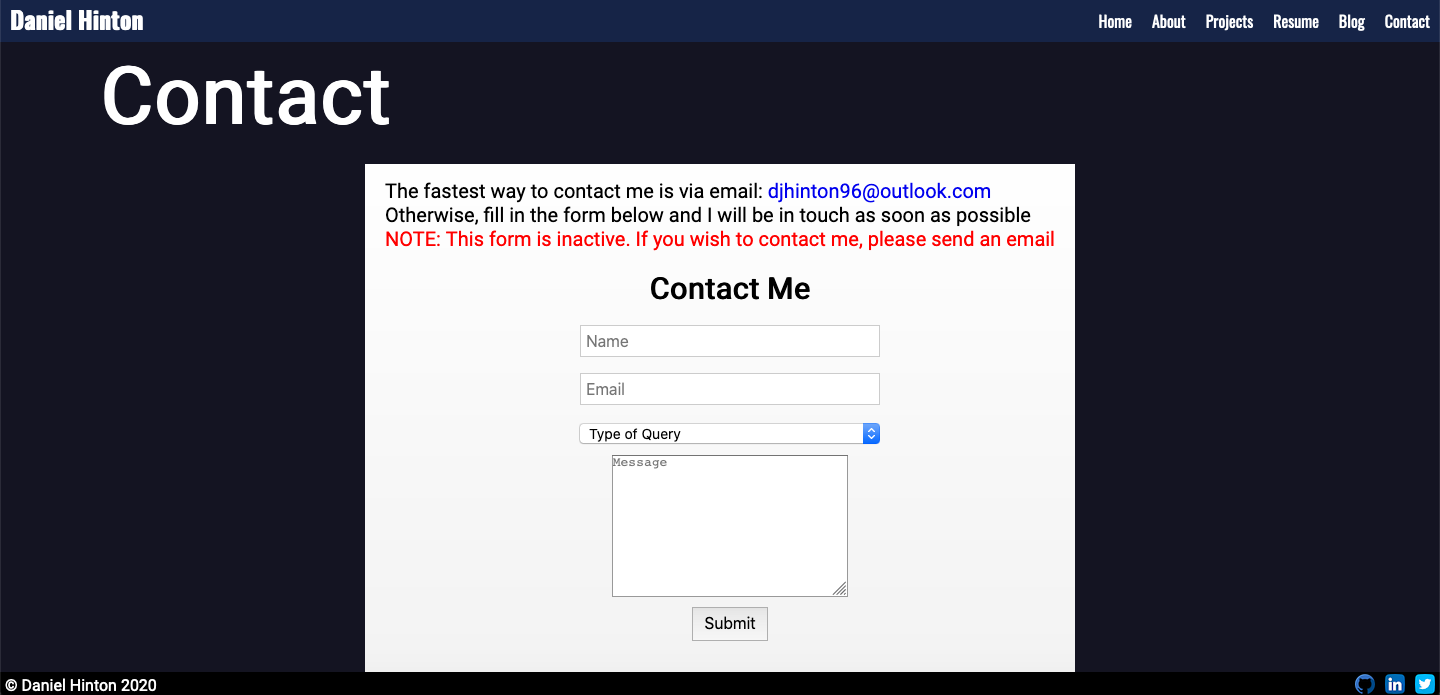 Daniel Hinton
Home About Projects Resume Blog Contact
Contact
The fastest way to contact me is via email: djhinton96@outlook.com
Otherwise, fill in the form below and I will be in touch as soon as possible
NOTE: This form is inactive. If you wish to contact me, please send an email
Contact Me
Name
Email
Type of Query
Message
Submit
© Daniel Hinton 2020
in